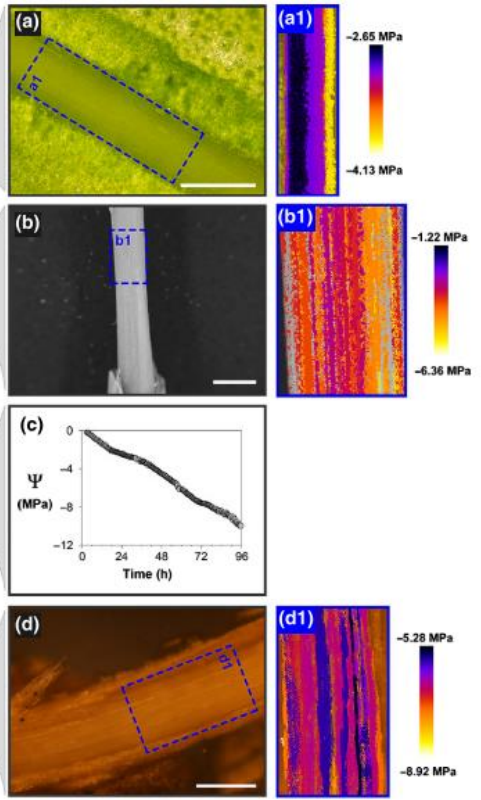 (a)
a1
(a1)
−2.65 MPa
−4.13 MPa
(b)
b1
(b1)
−1.22 MPa
−6.36 MPa
(c)
0
−4
−8
−12
Ψ
(MPa)
0 24 48 72 96
Time (h)
(d)
d1
(d1)
−5.28 MPa
−8.92 MPa